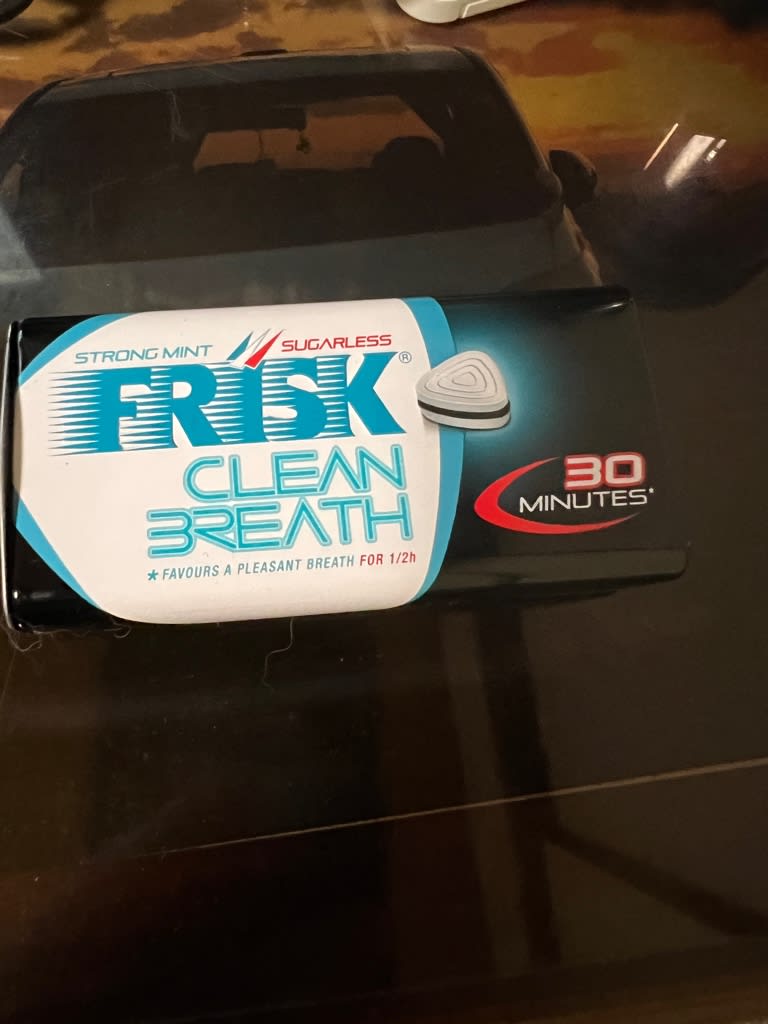 STRONG MINT SUGARLESS
FRISK®
CLEAN
BREATH
*FAVOURS A PLEASANT BREATH FOR 1/2h
30
MINUTES*